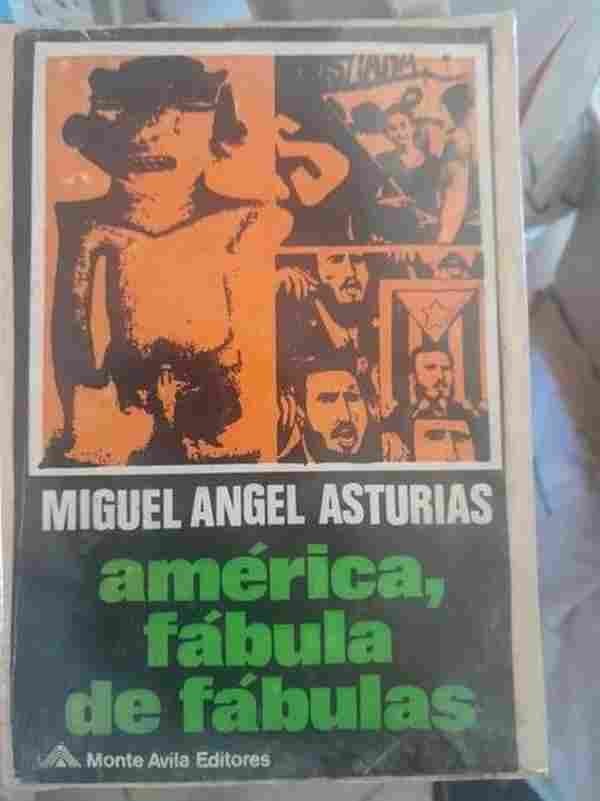 MIGUEL ANGEL ASTURIAS
américa,
fábula
de fábulas
Monte Avila Editores